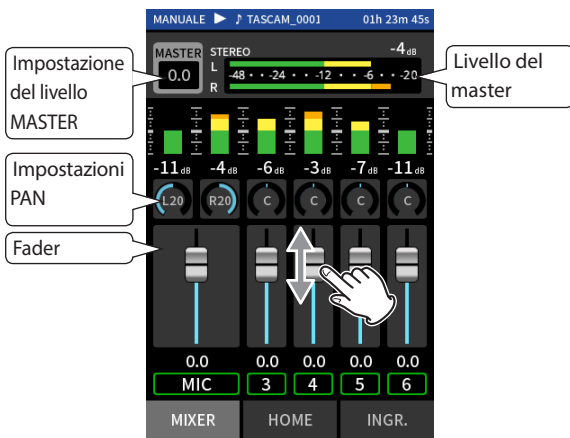 MANUALE ▶ ♪ TASCAM_0001 01h 23m 45s
Impostazione
del livello
MASTER
MASTER
0.0
STEREO
-4dB
L
-48 · · -24 · · -12 · · -6 · · -20
R
Livello del
master
-11dB -4dB -6dB -3dB -7dB -11dB
Impostazioni
PAN
L20 R20 C C C C
Fader
0.0 0.0 0.0 0.0 0.0
MIC 3 4 5 6
MIXER HOME INGR.